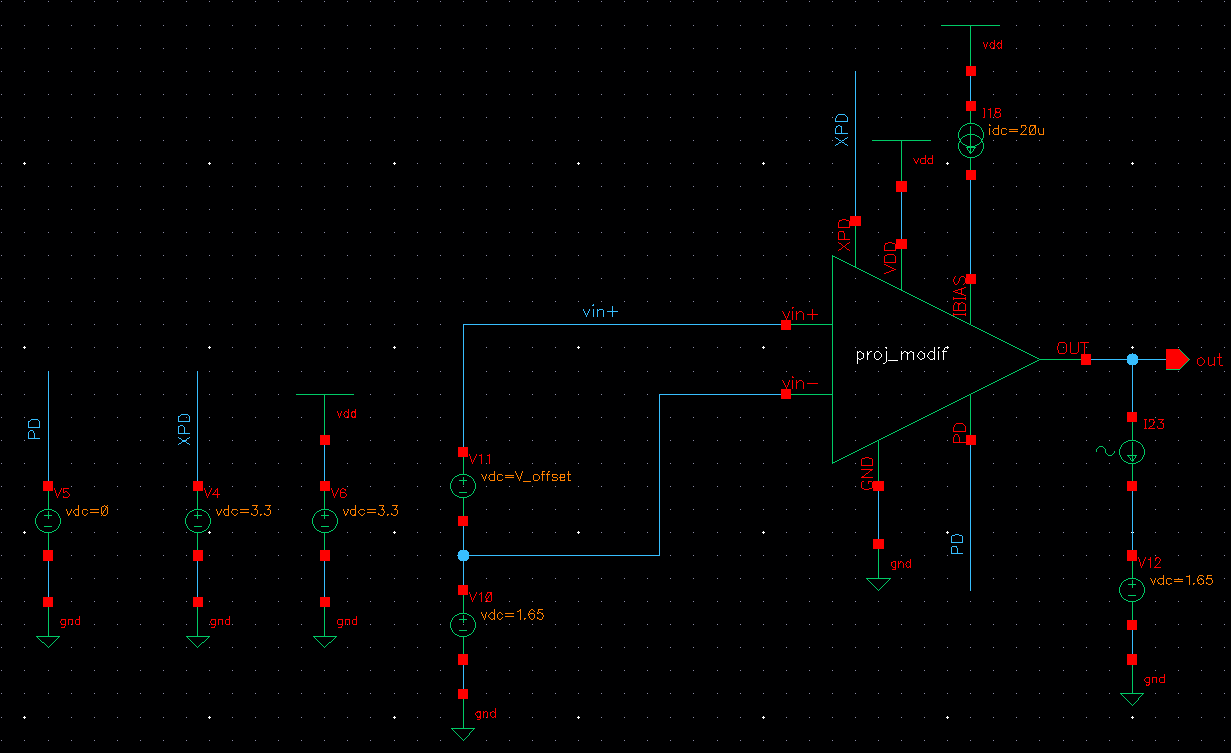 vdd
I18
idc=20u
XPD
vdd
XPD
VDD
IBIAS
vin+
vin+
proj_modif
OUT
out
vin-
PD
XPD
vdd
PD
I23
V11
vdc=V_offset
GND
V5
vdc=0
V4
vdc=3.3
V6
vdc=3.3
PD
gnd
V12
vdc=1.65
V10
vdc=1.65
gnd
gnd
gnd
gnd
gnd